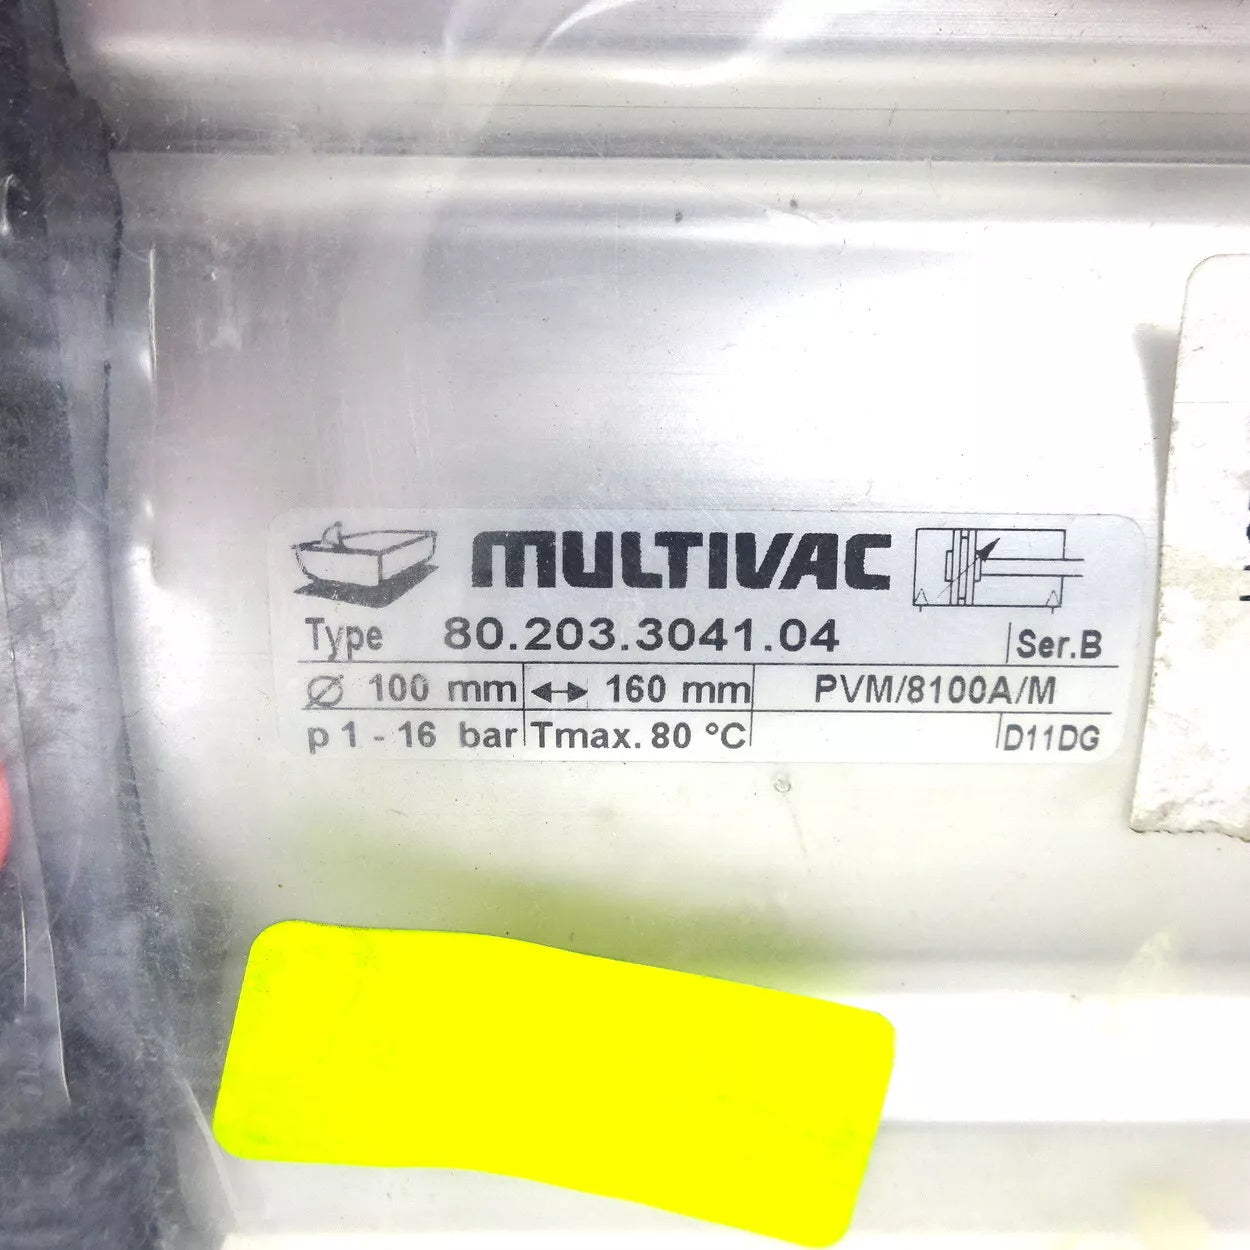 MULTIVAC
Type 80.203.3041.04 Ser.B
Ø 100 mm ↔ 160 mm PVM/8100A/M
p 1 - 16 bar Tmax. 80 °C D11DG